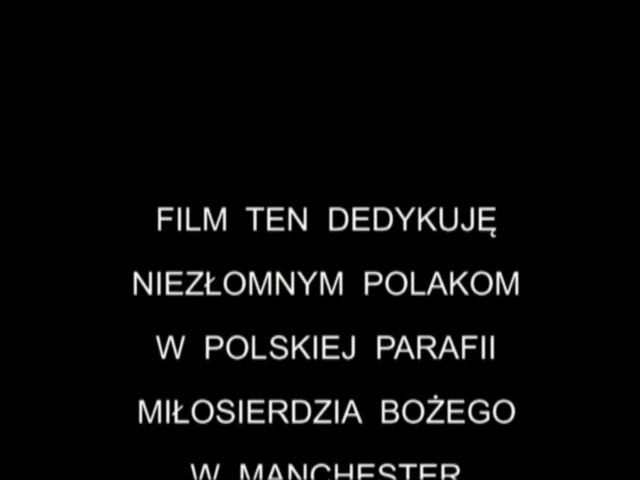 FILM TEN DEDYKUJĘ
NIEZŁOMNYM POLAKOM
W POLSKIEJ PARAFII
MIŁOSIERDZIA BOŻEGO
W MANCHESTER